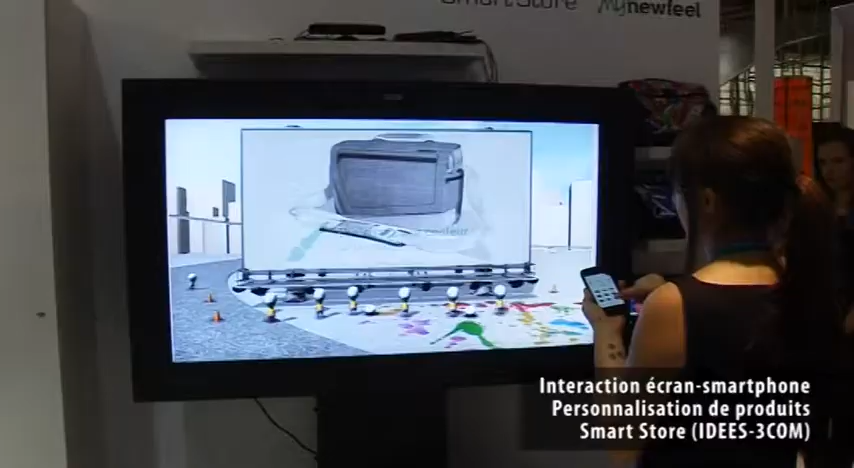 SmartStore Mynewfeel
Interaction écran-smartphone
Personnalisation de produits
Smart Store (IDEES-3COM)